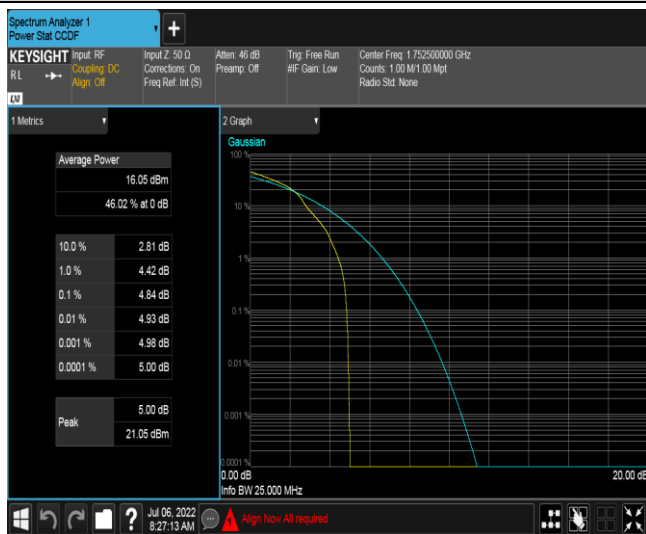 Spectrum Analyzer 1
Power Stat CCDF
+
KEYSIGHT
RL
LXI
Input: RF
Coupling: DC
Align: Off
Input Z: 50 Ω
Corrections: On
Freq Ref: Int (S)
Atten: 46 dB
Preamp: Off
Trig: Free Run
#IF Gain: Low
Center Freq: 1.752500000 GHz
Counts: 1.00 M/1.00 Mpt
Radio Std: None
1 Metrics
Average Power
16.05 dBm
46.02 % at 0 dB
10.0 % 2.81 dB
1.0 % 4.42 dB
0.1 % 4.84 dB
0.01 % 4.93 dB
0.001 % 4.98 dB
0.0001 % 5.00 dB
Peak
5.00 dB
21.05 dBm
2 Graph
Gaussian
100 %
10 %
1 %
0.1 %
0.01 %
0.001 %
0.0001 %
0.00 dB 20.00 dB
Info BW 25.000 MHz
?
Jul 06, 2022
8:27:13 AM
Align Now All required